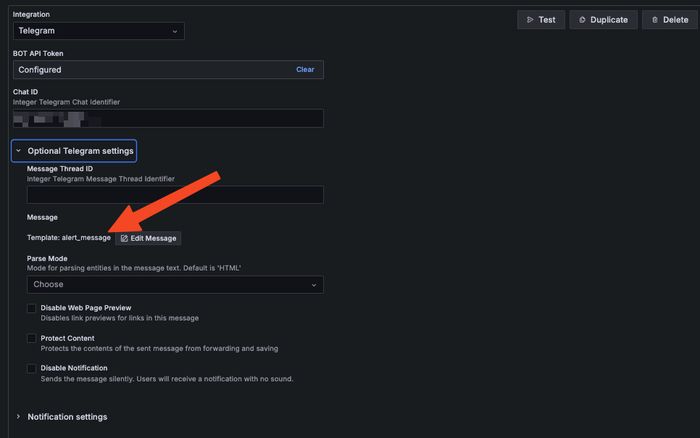 Integration
Telegram
Test
Duplicate
Delete
BOT API Token
Configured
Clear
Chat ID
Integer Telegram Chat Identifier
Optional Telegram settings
Message Thread ID
Integer Telegram Message Thread Identifier
Message
Template: alert_message
Edit Message
Parse Mode
Mode for parsing entities in the message text. Default is 'HTML'
Choose
Disable Web Page Preview
Disables link previews for links in this message
Protect Content
Protects the contents of the sent message from forwarding and saving
Disable Notification
Sends the message silently. Users will receive a notification with no sound.
Notification settings